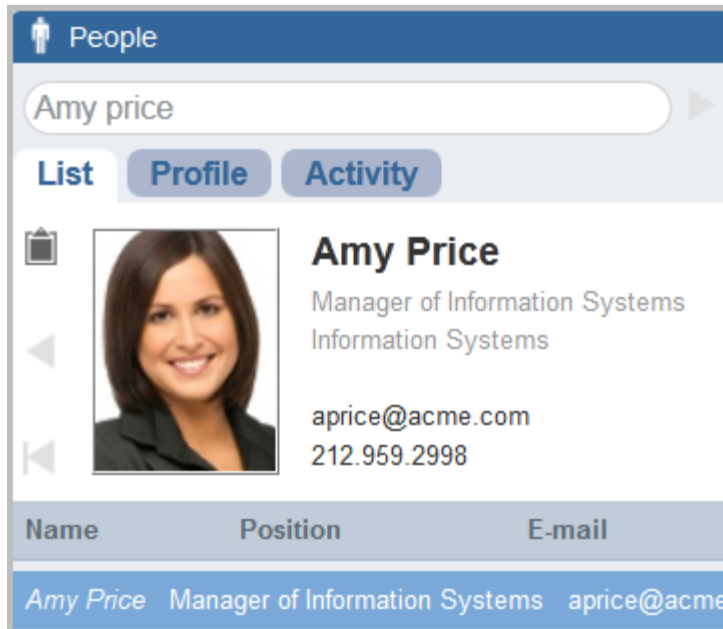 People
Amy price
List Profile Activity
Amy Price
Manager of Information Systems
Information Systems
aprice@acme.com
212.959.2998
Name Position E-mail
Amy Price Manager of Information Systems aprice@acme